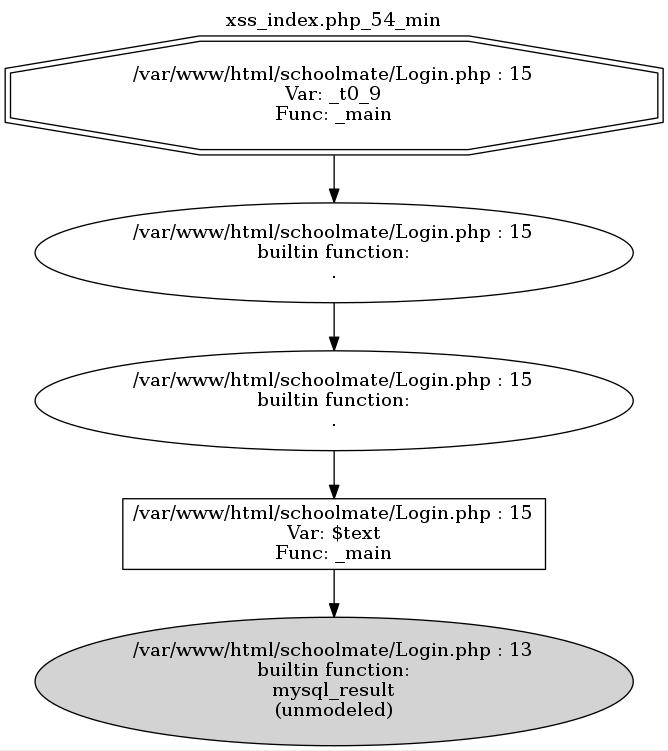 xss_index.php_54_min
/var/www/html/schoolmate/Login.php : 15
Var: _t0_9
Func: _main
/var/www/html/schoolmate/Login.php : 15
builtin function:
.
/var/www/html/schoolmate/Login.php : 15
builtin function:
.
/var/www/html/schoolmate/Login.php : 15
Var: $text
Func: _main
/var/www/html/schoolmate/Login.php : 13
builtin function:
mysql_result
(unmodeled)